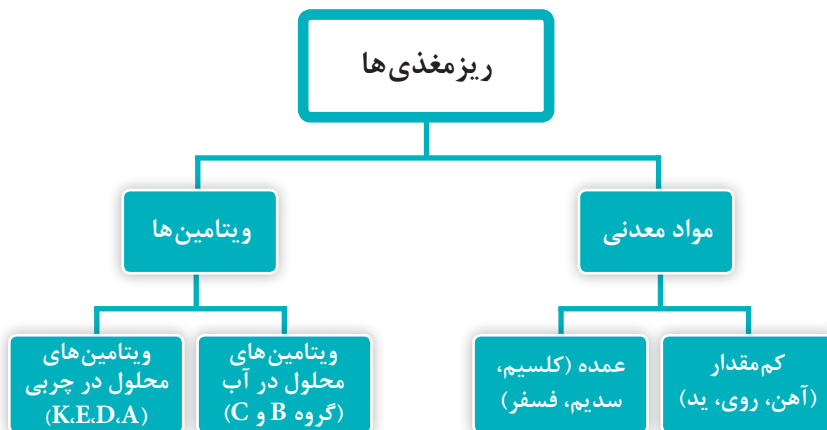 ریزمغذی‌ها
مواد معدنی
ویتامین‌ها
کم‌مقدار
(آهن، روی، ید)
عمده (کلسیم،
سدیم، فسفر)
ویتامین‌های
محلول در آب
(گروه B و C)
ویتامین‌های
محلول در چربی
(K،E،D،A)